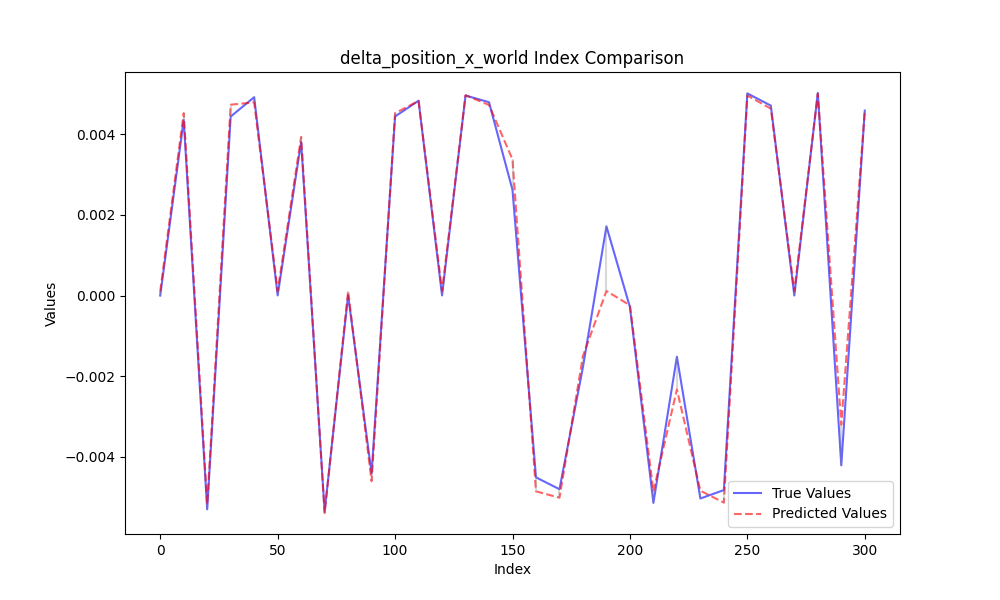 delta_position_x_world Index Comparison
Values
0.004
0.002
0.000
−0.002
−0.004
0 50 100 150 200 250 300
Index
True Values
Predicted Values